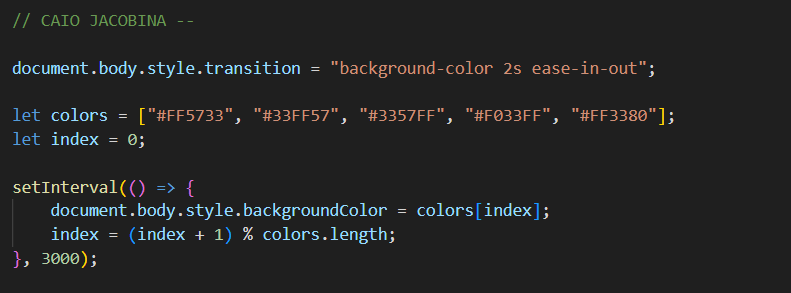 // CAIO JACOBINA --
document.body.style.transition = "background-color 2s ease-in-out";
let colors = ["#FF5733", "#33FF57", "#3357FF", "#F033FF", "#FF3380"];
let index = 0;
setInterval(() => {
    document.body.style.backgroundColor = colors[index];
    index = (index + 1) % colors.length;
}, 3000);